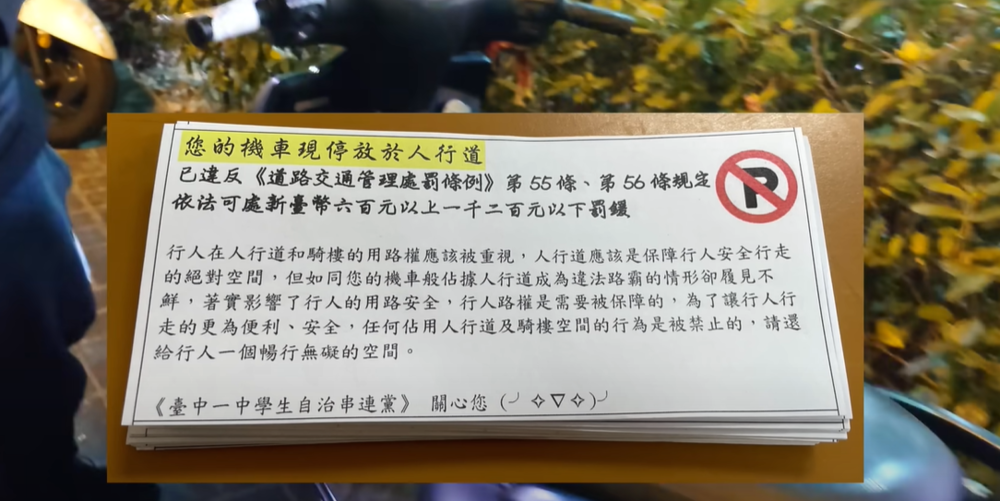 您的機車現停放於人行道
已違反《道路交通管理處罰條例》第55條、第56條規定
依法可處新臺幣六百元以上一千二百元以下罰鍰
P
行人在人行道和騎樓的用路權應該被重視，人行道應該是保障行人安全行走
的絕對空間，但如同您的機車般佔據人行道成為違法路霸的情形卻履見不
鮮，著實影響了行人的用路安全，行人路權是需要被保障的，為了讓行人行
走的更為便利、安全，任何佔用人行道及騎樓空間的行為是被禁止的，請還
給行人一個暢行無礙的空間。
《臺中一中學生自治串連黨》 關心您 (╯✧∇✧)╯